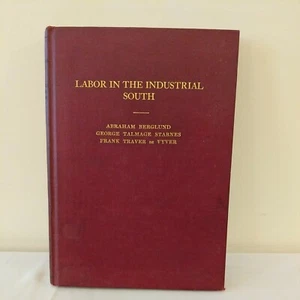 LABOR IN THE INDUSTRIAL
SOUTH
ABRAHAM BERGLUND
GEORGE TALMAGE STARNES
FRANK TRAVER DE VYVER